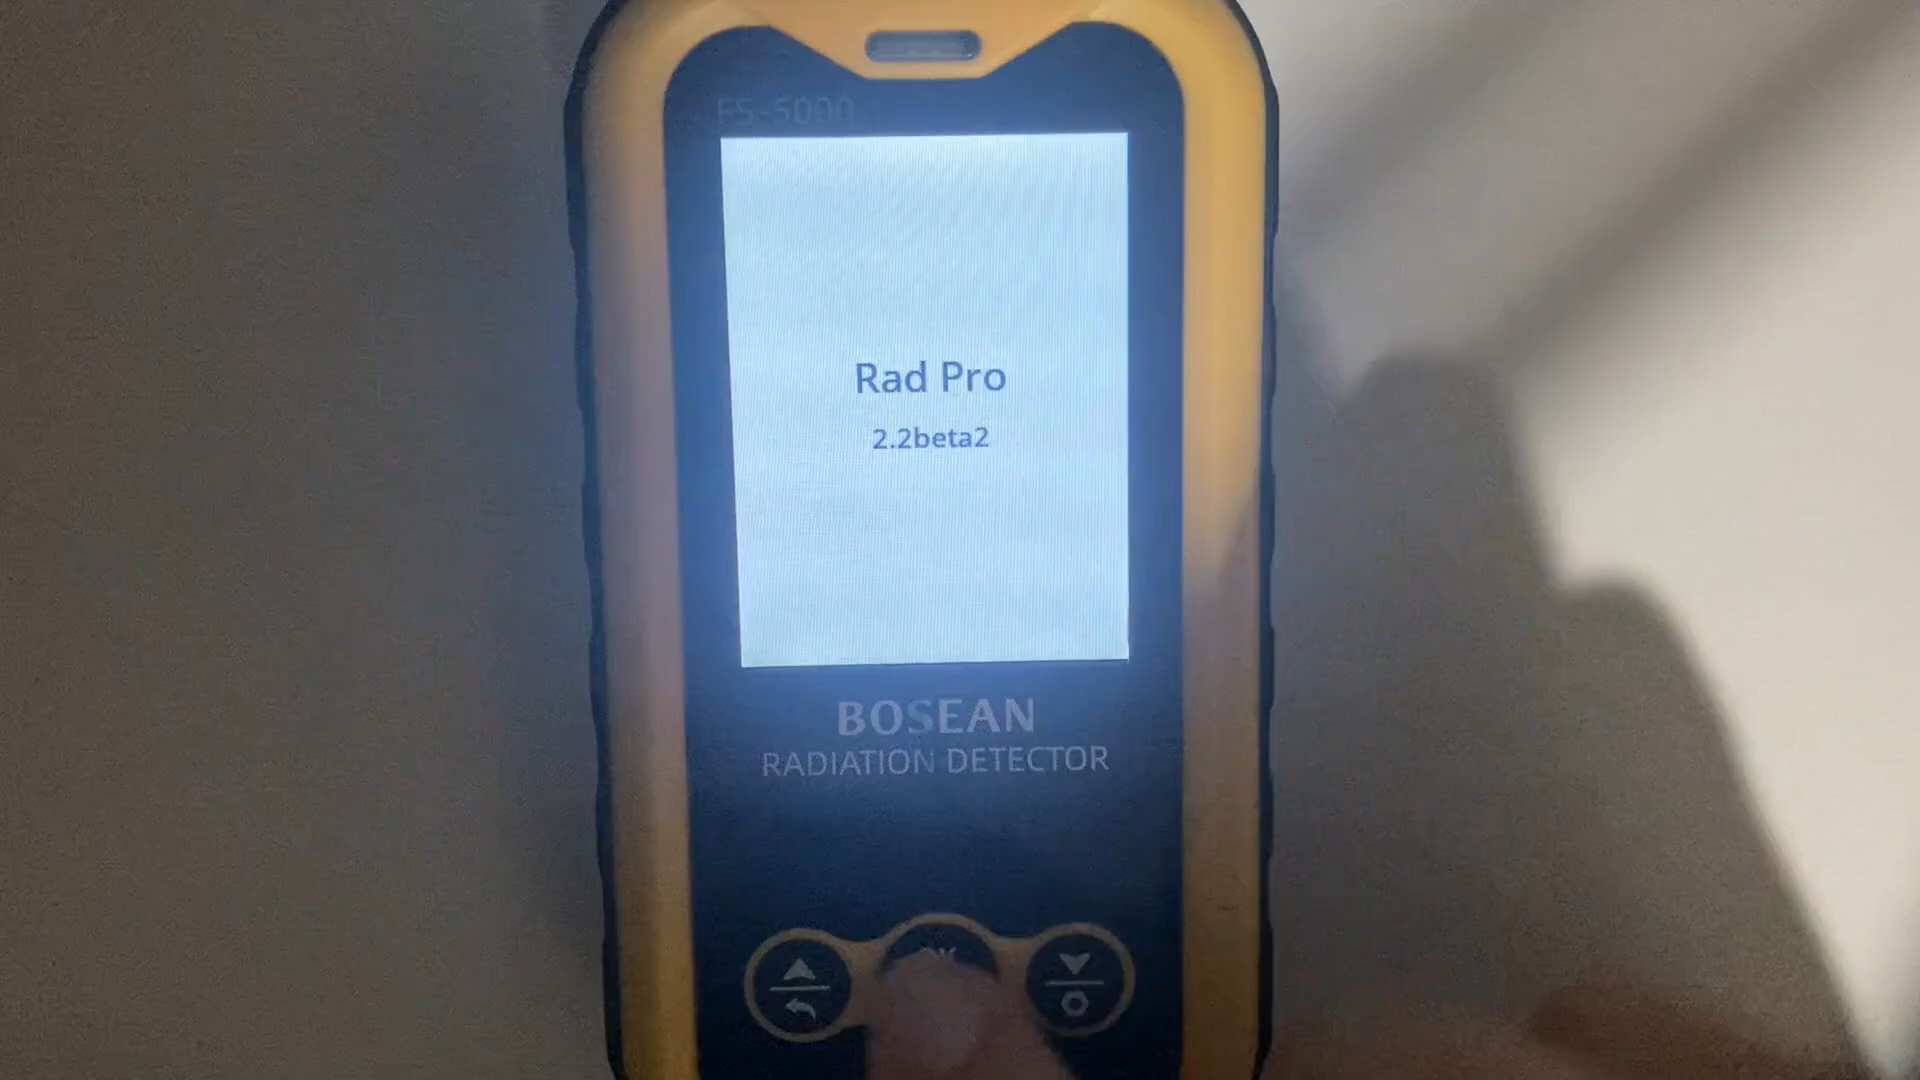 FS-5000
Rad Pro
2.2beta2
BOSEAN
RADIATION DETECTOR